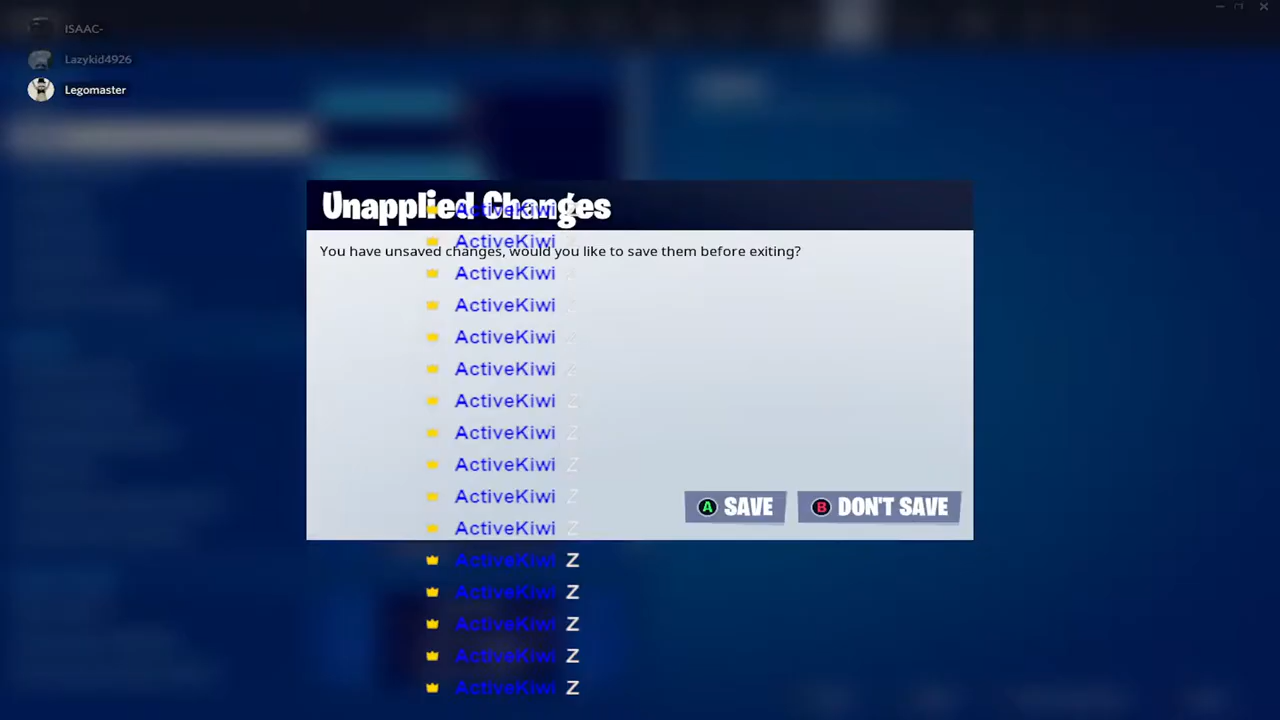 ISAAC-
Lazykid4926
Legomaster
Unapplied Changes
You have unsaved changes, would you like to save them before exiting?
ActiveKiwi Z
ActiveKiwi Z
ActiveKiwi Z
ActiveKiwi Z
ActiveKiwi Z
ActiveKiwi Z
ActiveKiwi Z
ActiveKiwi Z
ActiveKiwi Z
ActiveKiwi Z
A SAVE
B DON'T SAVE
ActiveKiwi Z
ActiveKiwi Z
ActiveKiwi Z
ActiveKiwi Z
ActiveKiwi Z
ActiveKiwi Z